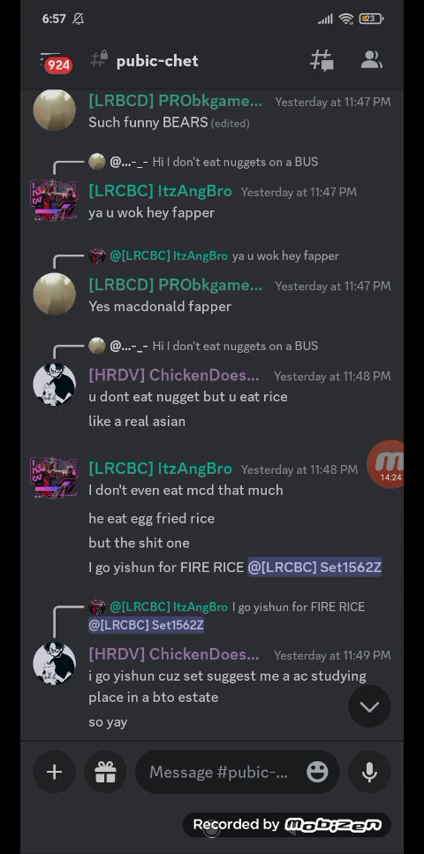 6:57
23
924
pubic-chet
[LRBCD] PRObkgame... Yesterday at 11:47 PM
Such funny BEARS (edited)
@...-_- Hi I don't eat nuggets on a BUS
[LRCBC] ItzAngBro Yesterday at 11:47 PM
ya u wok hey fapper
@[LRCBC] ItzAngBro ya u wok hey fapper
[LRBCD] PRObkgame... Yesterday at 11:47 PM
Yes macdonald fapper
@...-_- Hi I don't eat nuggets on a BUS
[HRDV] ChickenDoes... Yesterday at 11:48 PM
u dont eat nugget but u eat rice
like a real asian
[LRCBC] ItzAngBro Yesterday at 11:48 PM
14:24
I don't even eat mcd that much
he eat egg fried rice
but the shit one
I go yishun for FIRE RICE @[LRCBC] Set1562Z
@[LRCBC] ItzAngBro I go yishun for FIRE RICE
@[LRCBC] Set1562Z
[HRDV] ChickenDoes... Yesterday at 11:49 PM
i go yishun cuz set suggest me a ac studying
place in a bto estate
so yay
Message #pubic-...
Recorded by mobizen